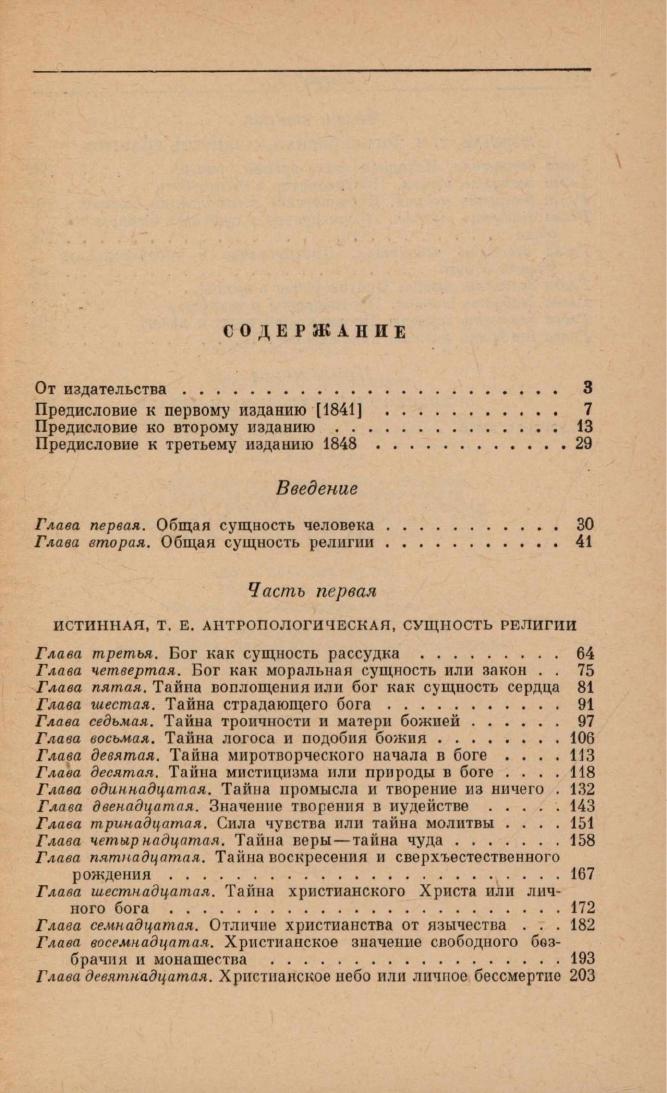 СОДЕРЖАНИЕ
От издательства . . . . . . . . . . . . . . . . . . . . . . 3
Предисловие к первому изданию [1841] . . . . . . . . . . . 7
Предисловие ко второму изданию . . . . . . . . . . . . . . 13
Предисловие к третьему изданию 1848 . . . . . . . . . . . . 29
Введение
Глава первая. Общая сущность человека . . . . . . . . . . . 30
Глава вторая. Общая сущность религии . . . . . . . . . . . 41
Часть первая
ИСТИННАЯ, Т. Е. АНТРОПОЛОГИЧЕСКАЯ, СУЩНОСТЬ РЕЛИГИИ
Глава третья. Бог как сущность рассудка . . . . . . . . . 64
Глава четвертая. Бог как моральная сущность или закон . . 75
Глава пятая. Тайна воплощения или бог как сущность сердца 81
Глава шестая. Тайна страдающего бога . . . . . . . . . . . 91
Глава седьмая. Тайна троичности и матери божией . . . . . . 97
Глава восьмая. Тайна логоса и подобия божия . . . . . . . . 106
Глава девятая. Тайна миротворческого начала в боге . . . . 113
Глава десятая. Тайна мистицизма или природы в боге . . . . 118
Глава одиннадцатая. Тайна промысла и творение из ничего . 132
Глава двенадцатая. Значение творения в иудействе . . . . . 143
Глава тринадцатая. Сила чувства или тайна молитвы . . . . 151
Глава четырнадцатая. Тайна веры—тайна чуда . . . . . . . 158
Глава пятнадцатая. Тайна воскресения и сверхъестественного
рождения . . . . . . . . . . . . . . . . . . . . . . . 167
Глава шестнадцатая. Тайна христианского Христа или лич-
ного бога . . . . . . . . . . . . . . . . . . . . . . . 172
Глава семнадцатая. Отличие христианства от язычества . . . 182
Глава восемнадцатая. Христианское значение свободного без-
брачия и монашества . . . . . . . . . . . . . . . . . 193
Глава девятнадцатая. Христианское небо или личное бессмертие 203